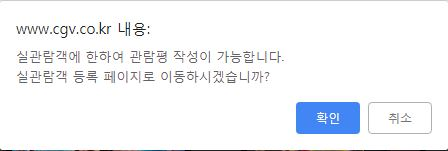 www.cgv.co.kr 내용:
실관람객에 한하여 관람평 작성이 가능합니다.
실관람객 등록 페이지로 이동하시겠습니까?
확인
취소